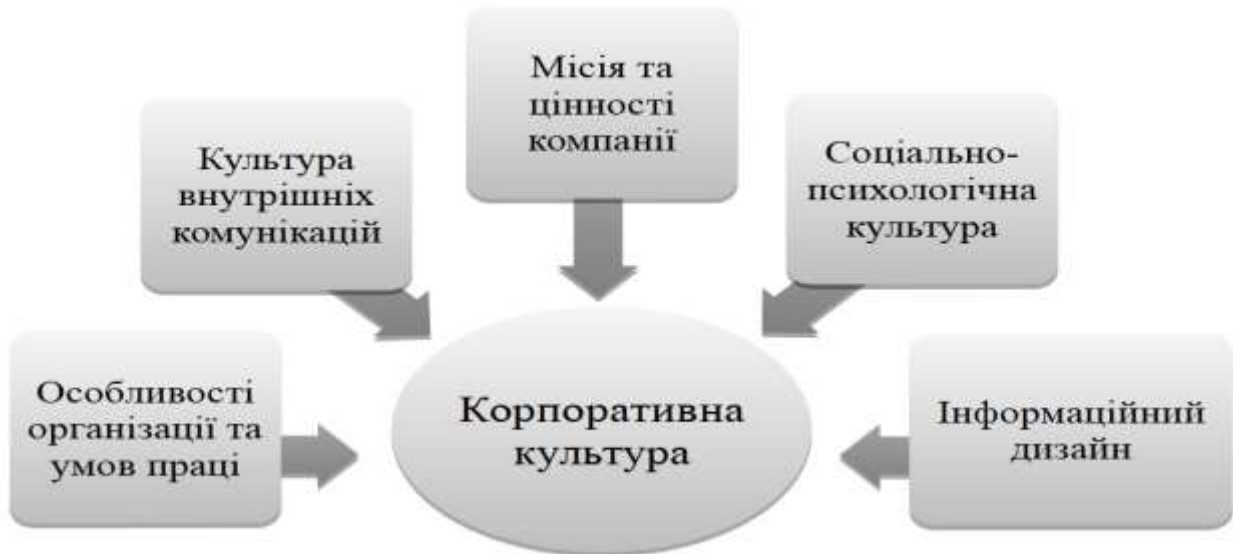 Місія та
цінності
компанії
Культура
внутрішніх
комунікацій
Соціально-
психологічна
культура
Особливості
організації та
умов праці
Корпоративна
культура
Інформаційний
дизайн